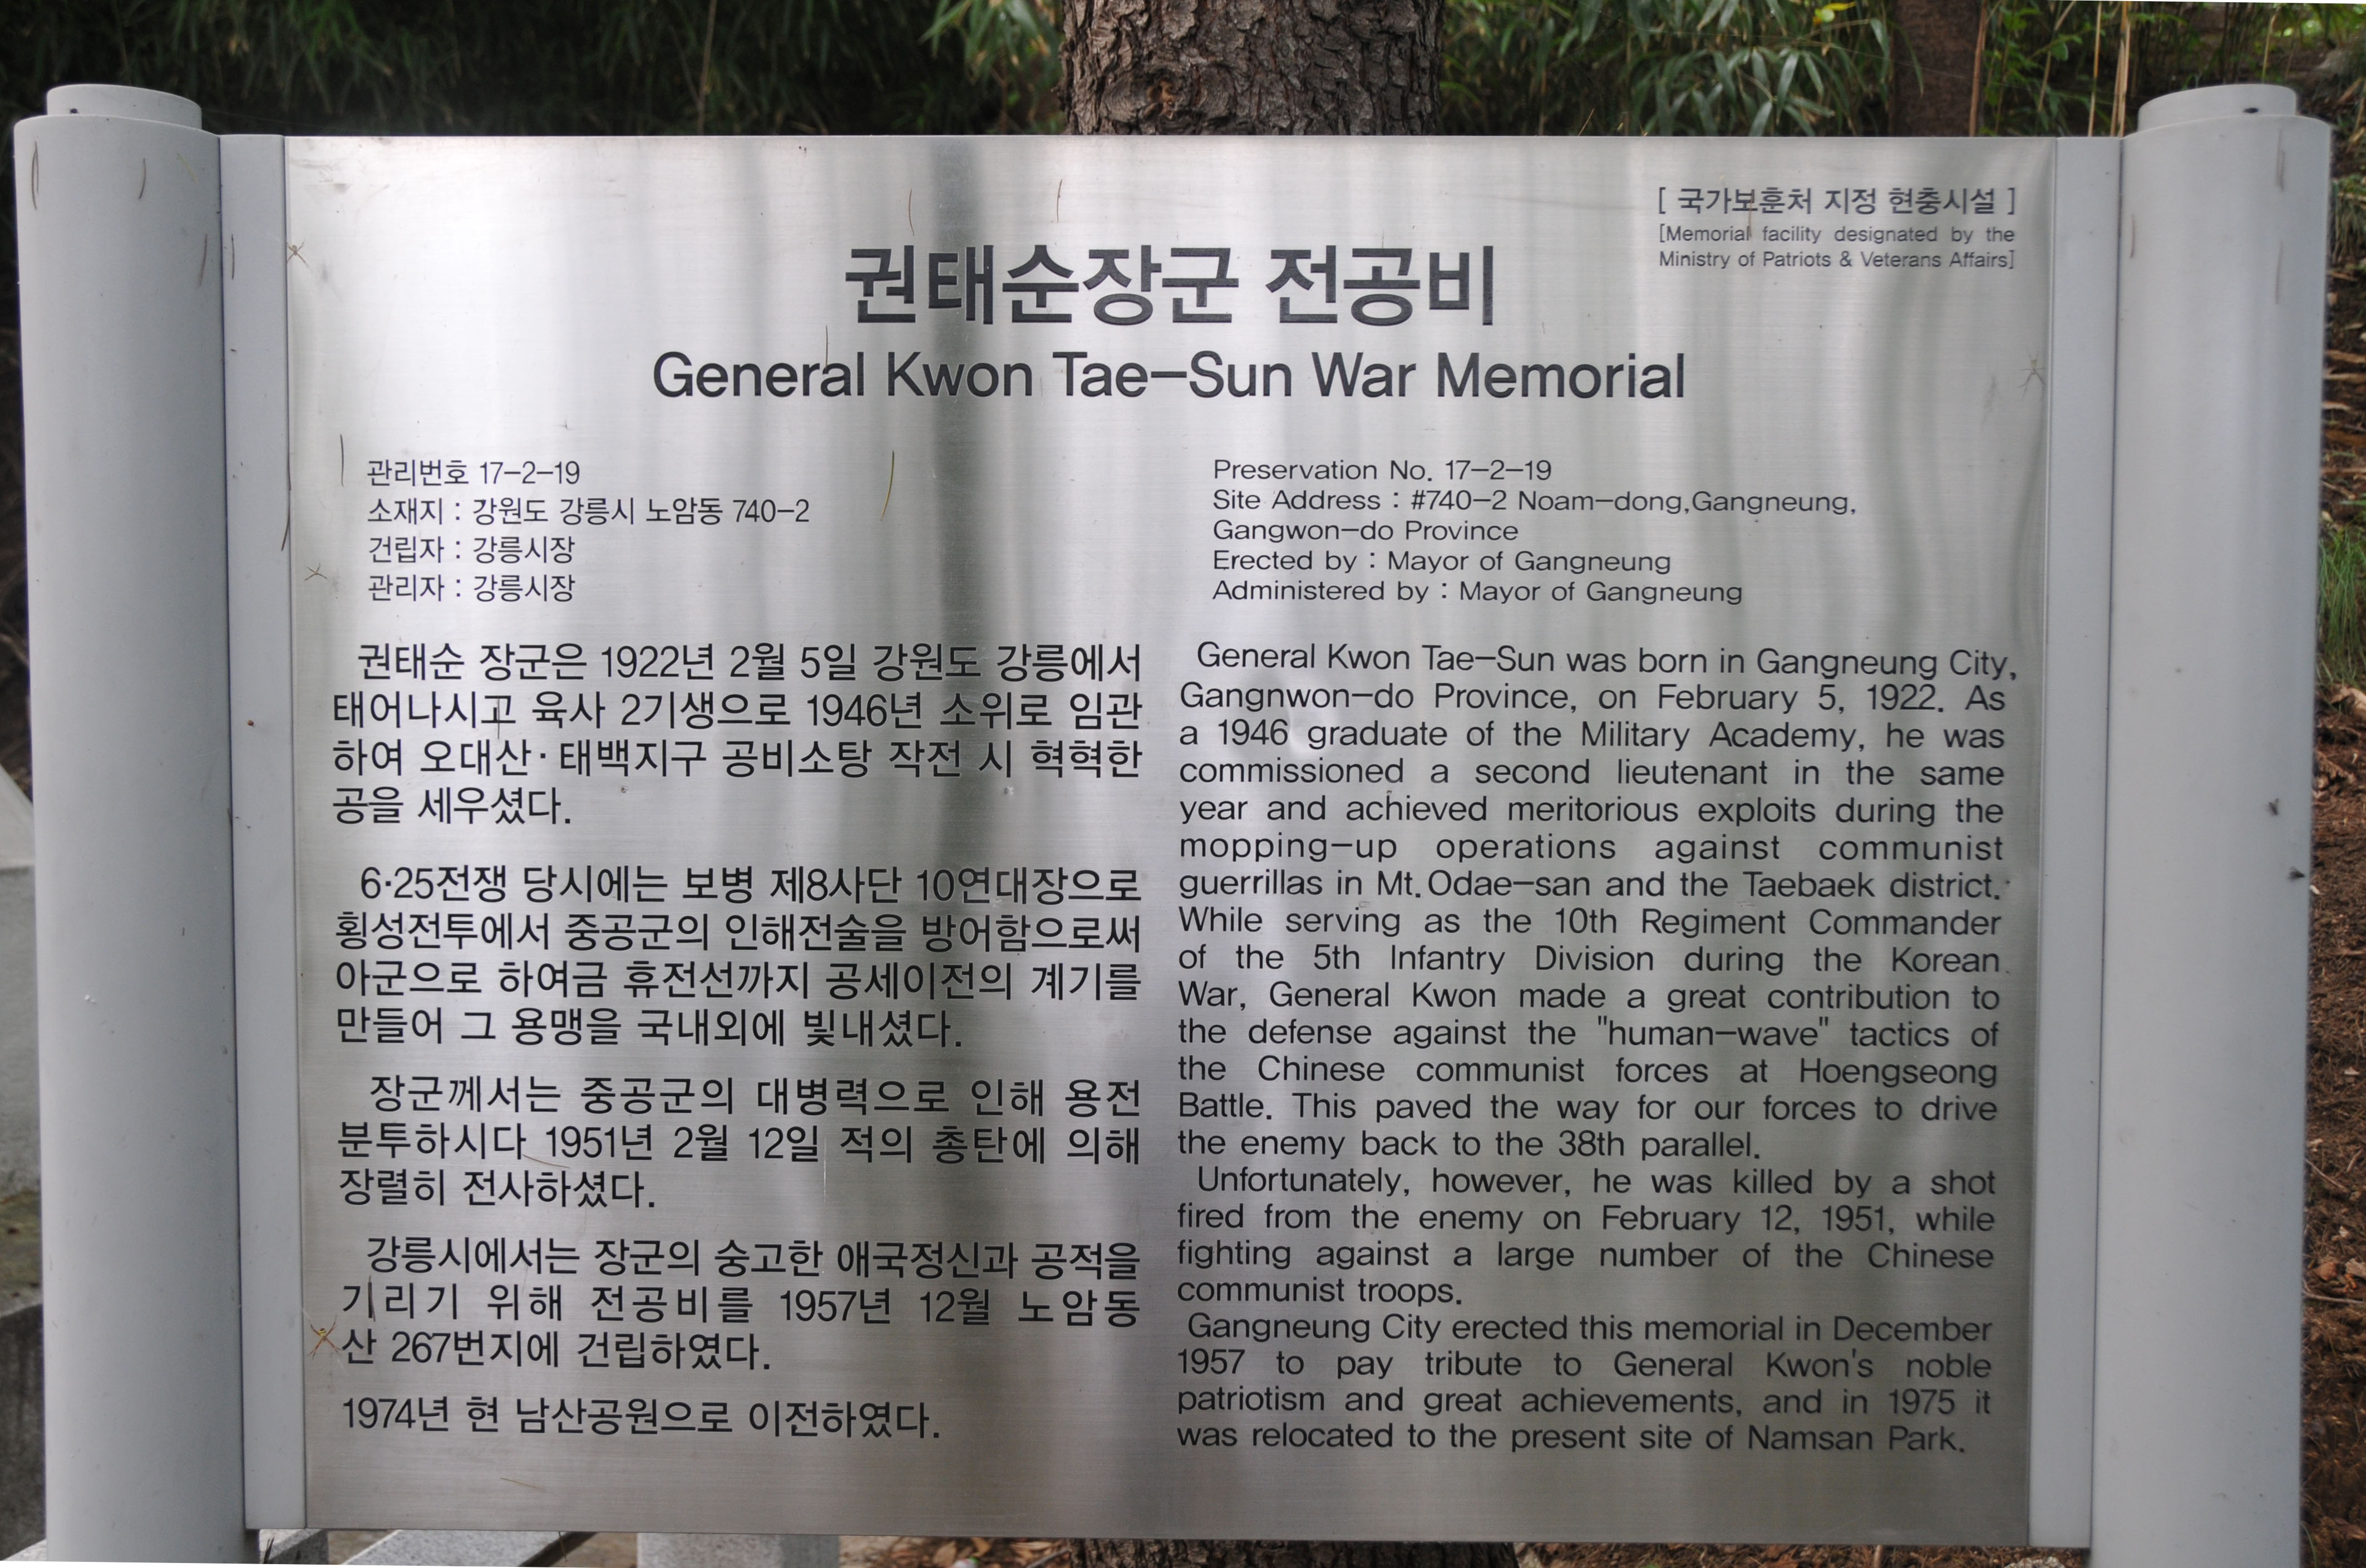 [ 국가보훈처 지정 현충시설 ]
[Memorial facility designated by the
Ministry of Patriots & Veterans Affairs]
권태순장군 전공비
General Kwon Tae-Sun War Memorial
관리번호 17-2-19
소재지 : 강원도 강릉시 노암동 740-2
건립자 : 강릉시장
관리자 : 강릉시장
권태순 장군은 1922년 2월 5일 강원도 강릉에서
태어나시고 육사 2기생으로 1946년 소위로 임관
하여 오대산·태백지구 공비소탕 작전 시 혁혁한
공을 세우셨다.
6·25전쟁 당시에는 보병 제8사단 10연대장으로
횡성전투에서 중공군의 인해전술을 방어함으로써
아군으로 하여금 휴전선까지 공세이전의 계기를
만들어 그 용맹을 국내외에 빛내셨다.
장군께서는 중공군의 대병력으로 인해 용전
분투하시다 1951년 2월 12일 적의 총탄에 의해
장렬히 전사하셨다.
강릉시에서는 장군의 숭고한 애국정신과 공적을
기리기 위해 전공비를 1957년 12월 노암동
산 267번지에 건립하였다.
1974년 현 남산공원으로 이전하였다.
Preservation No. 17-2-19
Site Address : #740-2 Noam-dong,Gangneung,
Gangwon-do Province
Erected by : Mayor of Gangneung
Administered by : Mayor of Gangneung
General Kwon Tae-Sun was born in Gangneung City,
Gangnwon-do Province, on February 5, 1922. As
a 1946 graduate of the Military Academy, he was
commissioned a second lieutenant in the same
year and achieved meritorious exploits during the
mopping-up operations against communist
guerrillas in Mt. Odae-san and the Taebaek district.
While serving as the 10th Regiment Commander
of the 5th Infantry Division during the Korean
War, General Kwon made a great contribution to
the defense against the "human-wave" tactics of
the Chinese communist forces at Hoengseong
Battle. This paved the way for our forces to drive
the enemy back to the 38th parallel.
Unfortunately, however, he was killed by a shot
fired from the enemy on February 12, 1951, while
fighting against a large number of the Chinese
communist troops.
Gangneung City erected this memorial in December
1957 to pay tribute to General Kwon's noble
patriotism and great achievements, and in 1975 it
was relocated to the present site of Namsan Park.